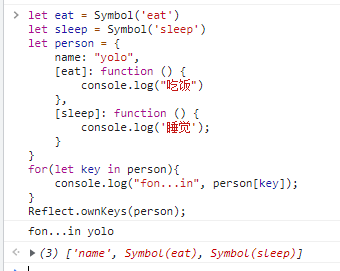 > let eat = Symbol('eat')
let sleep = Symbol('sleep')
let person = {
    name: "yolo",
    [eat]: function () {
        console.log("吃饭")
    },
    [sleep]: function () {
        console.log('睡觉');
    }
}
for(let key in person){
    console.log("fon...in", person[key]);
}
Reflect.ownKeys(person);
fon...in yolo
(3) ['name', Symbol(eat), Symbol(sleep)]